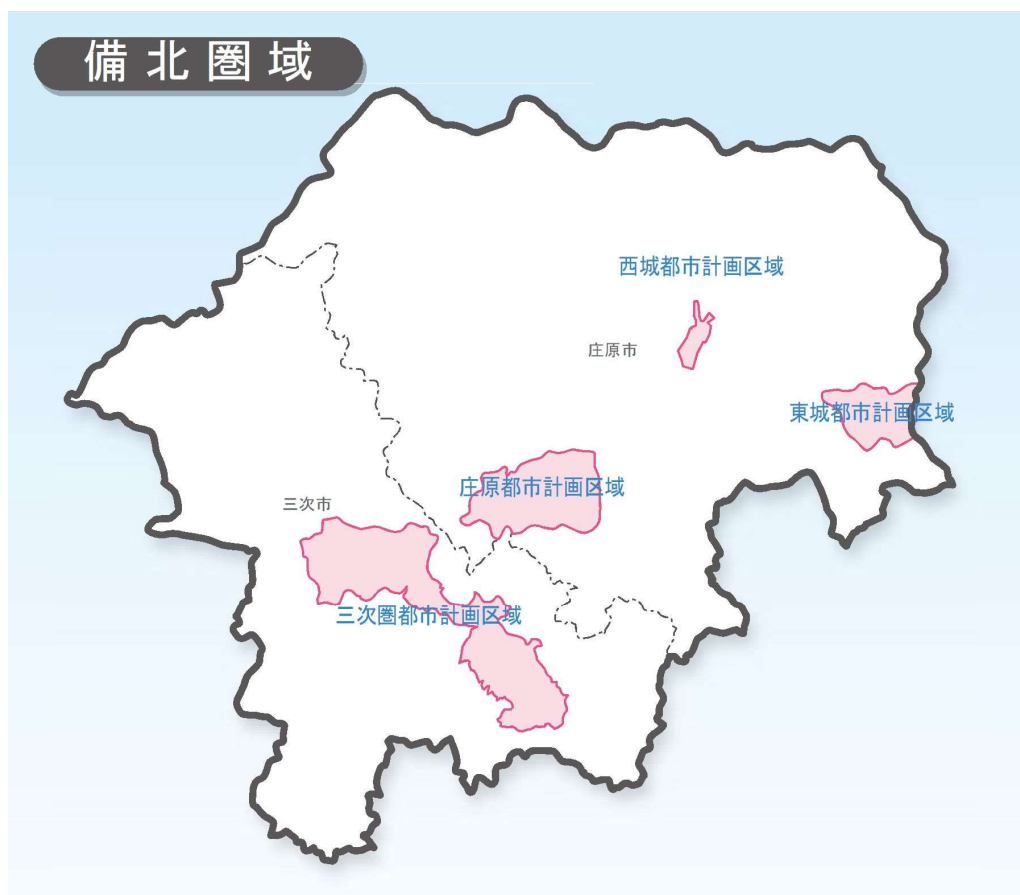 備北圏域
西城都市計画区域
庄原市
東城都市計画区域
庄原都市計画区域
三次市
三次圏都市計画区域